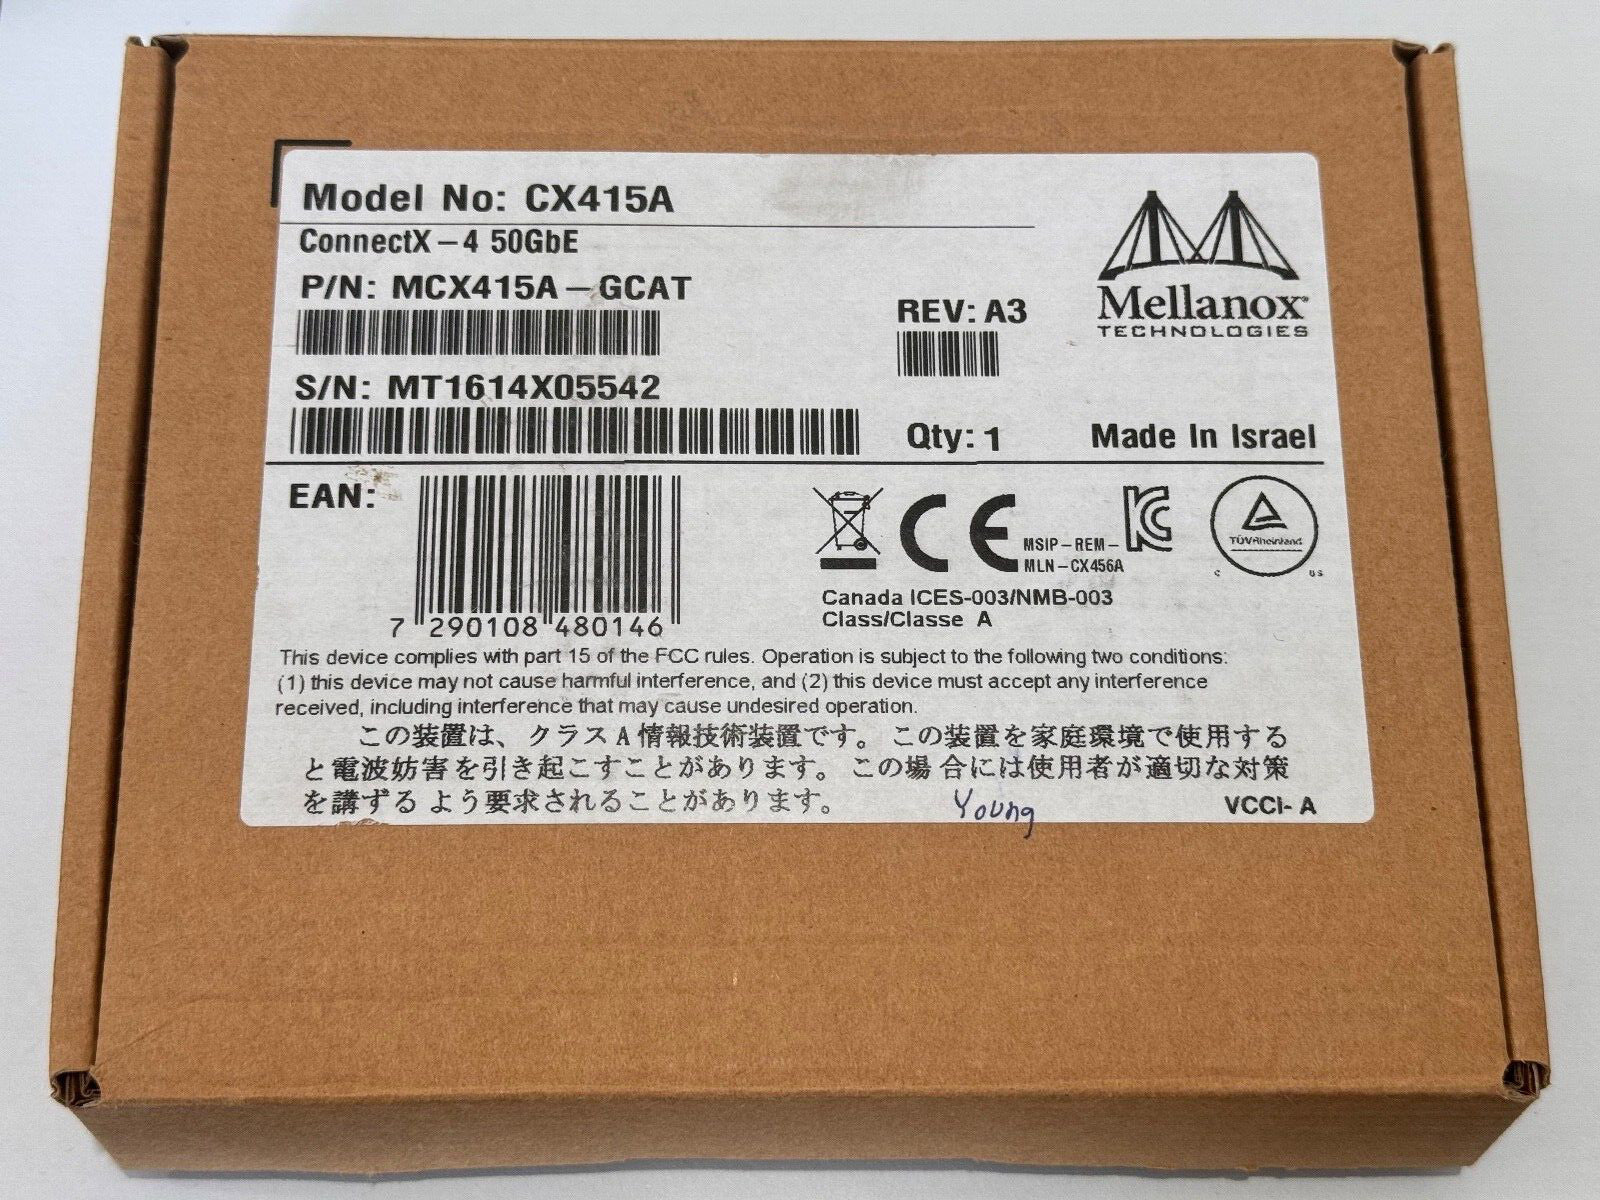 Model No: CX415A
ConnectX-4 50GbE
P/N: MCX415A-GCAT
REV: A3
Mellanox
TECHNOLOGIES
S/N: MT1614X05542
Qty: 1
Made In Israel
EAN:
7 290108 480146
CE
MSIP-REM-
MLN-CX456A
TÜVRheinland
C US
Canada ICES-003/NMB-003
Class/Classe A
This device complies with part 15 of the FCC rules. Operation is subject to the following two conditions:
(1) this device may not cause harmful interference, and (2) this device must accept any interference
received, including interference that may cause undesired operation.
この装置は、クラスA情報技術装置です。この装置を家庭環境で使用する
と電波妨害を引き起こすことがあります。この場合には使用者が適切な対策
を講ずるよう要求されることがあります。
Young
VCCI- A